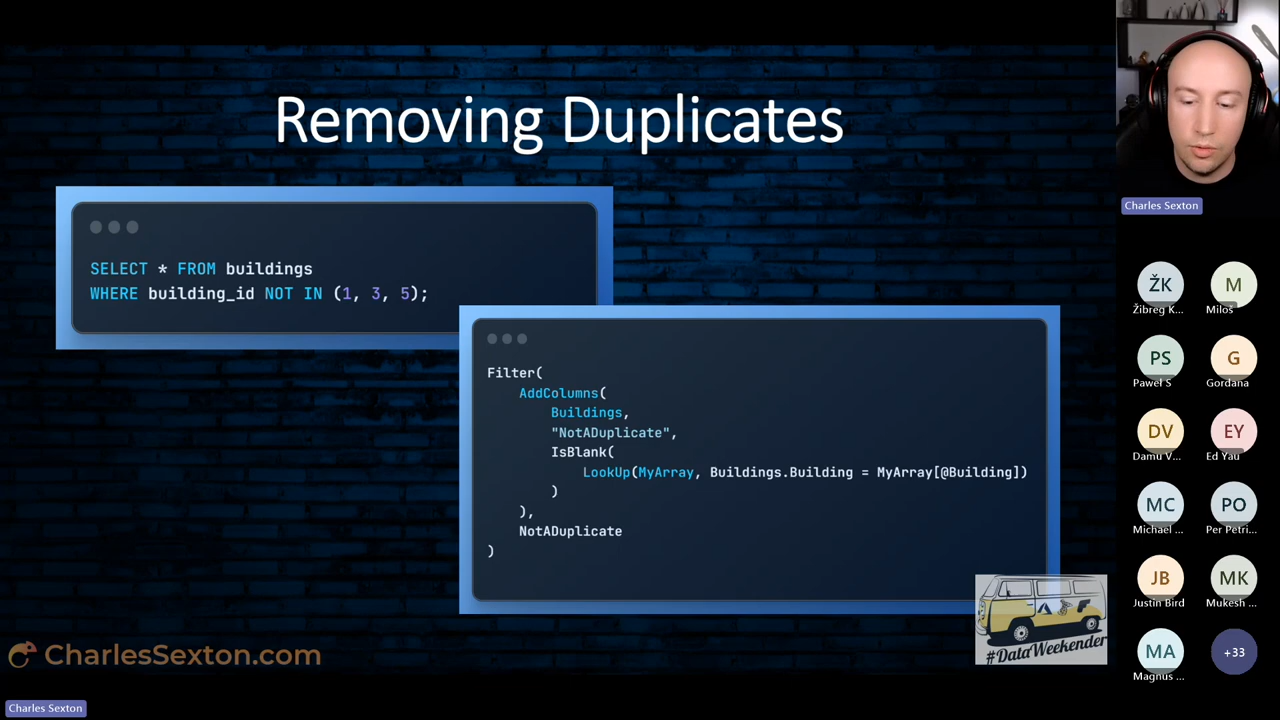 Removing Duplicates
SELECT * FROM buildings
WHERE building_id NOT IN (1, 3, 5);
Filter(
AddColumns(
Buildings,
"NotADuplicate",
IsBlank(
LookUp(MyArray, Buildings.Building = MyArray[@Building])
)
),
NotADuplicate
)
#DataWeekender
CharlesSexton.com
Charles Sexton
Charles Sexton
ŽK
M
Žibreg K...
Miloš
PS
G
Paweł S
Gordana
DV
EY
Damu V...
Ed Yau
MC
PO
Michael ...
Per Petri...
JB
MK
Justin Bird
Mukesh ...
MA
+33
Magnus ...